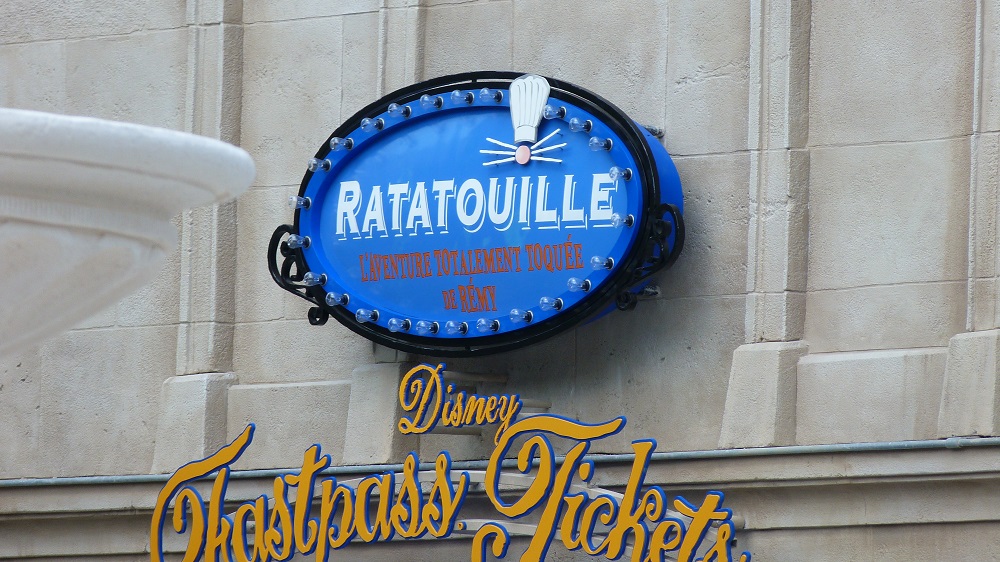 RATATOUILLE
L'AVENTURE TOTALEMENT TOQUÉE
DE RÉMY
Disney
Fastpass Tickets